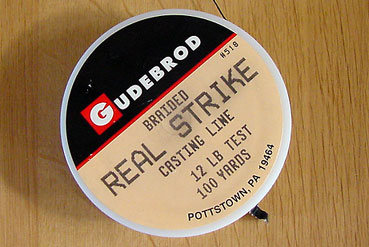 GUDEBROD
#518
BRAIDED
REAL STRIKE
CASTING LINE
12 LB TEST
100 YARDS
POTTSTOWN, PA 19464